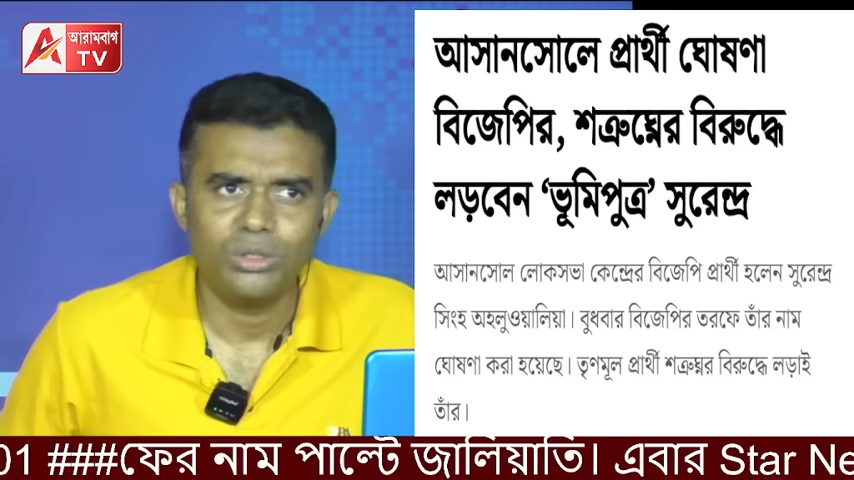 আরামবাগ
TV
আসানসোলে প্রার্থী ঘোষণা
বিজেপির, শত্রুঘ্নের বিরুদ্ধে
লড়বেন ‘ভূমিপুত্র’ সুরেন্দ্র
আসানসোল লোকসভা কেন্দ্রের বিজেপি প্রার্থী হলেন সুরেন্দ্র
সিংহ অহলুওয়ালিয়া। বুধবার বিজেপির তরফে তাঁর নাম
ঘোষণা করা হয়েছে। তৃণমূল প্রার্থী শত্রুঘ্নর বিরুদ্ধে লড়াই
তাঁর।
01 ###ফের নাম পাল্টে জালিয়াতি। এবার Star Ne